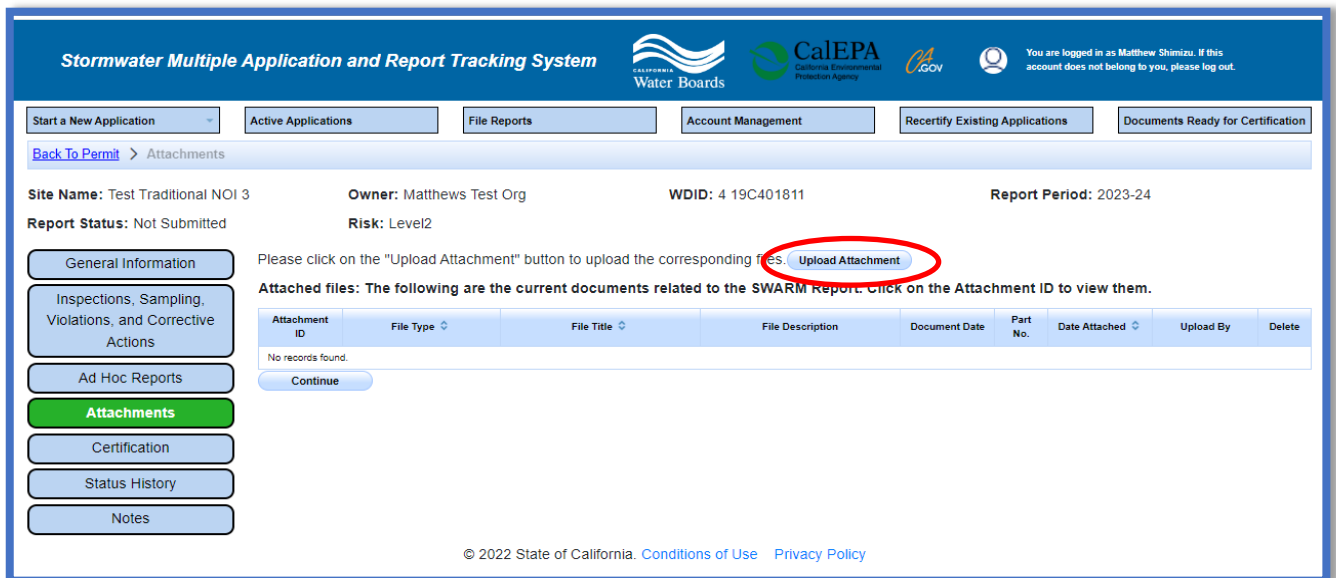 Stormwater Multiple Application and Report Tracking System
CALIFORNIA
Water Boards
CalEPA
California Environmental
Protection Agency
CA.GOV
You are logged in as Matthew Shimizu. If this
account does not belong to you, please log out.
Start a New Application
Active Applications
File Reports
Account Management
Recertify Existing Applications
Documents Ready for Certification
Back To Permit > Attachments
Site Name: Test Traditional NOI 3
Owner: Matthews Test Org
WDID: 4 19C401811
Report Period: 2023-24
Report Status: Not Submitted
Risk: Level2
General Information
Inspections, Sampling,
Violations, and Corrective
Actions
Ad Hoc Reports
Attachments
Certification
Status History
Notes
Please click on the "Upload Attachment" button to upload the corresponding files. Upload Attachment
Attached files: The following are the current documents related to the SWARM Report. Click on the Attachment ID to view them.
Attachment
ID
File Type
File Title
File Description
Document Date
Part
No.
Date Attached
Upload By
Delete
No records found.
Continue
© 2022 State of California. Conditions of Use Privacy Policy